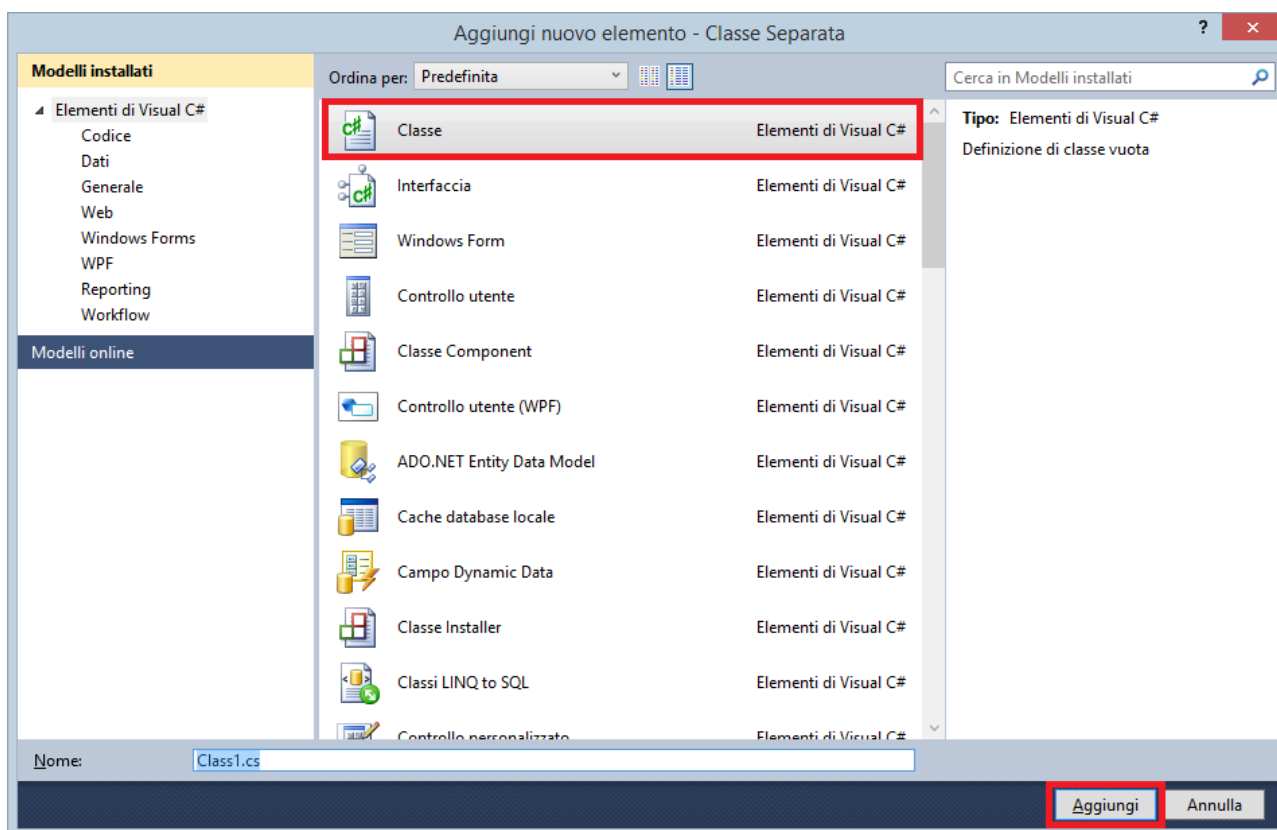 Aggiungi nuovo elemento - Classe Separata
?
Modelli installati
Ordina per: Predefinita
Cerca in Modelli installati
Elementi di Visual C#
Codice
Dati
Generale
Web
Windows Forms
WPF
Reporting
Workflow
Modelli online
Classe Elementi di Visual C#
Interfaccia Elementi di Visual C#
Windows Form Elementi di Visual C#
Controllo utente Elementi di Visual C#
Classe Component Elementi di Visual C#
Controllo utente (WPF) Elementi di Visual C#
ADO.NET Entity Data Model Elementi di Visual C#
Cache database locale Elementi di Visual C#
Campo Dynamic Data Elementi di Visual C#
Classe Installer Elementi di Visual C#
Classi LINQ to SQL Elementi di Visual C#
Controllo personalizzato Elementi di Visual C#
Tipo: Elementi di Visual C#
Definizione di classe vuota
Nome: Class1.cs
Aggiungi Annulla